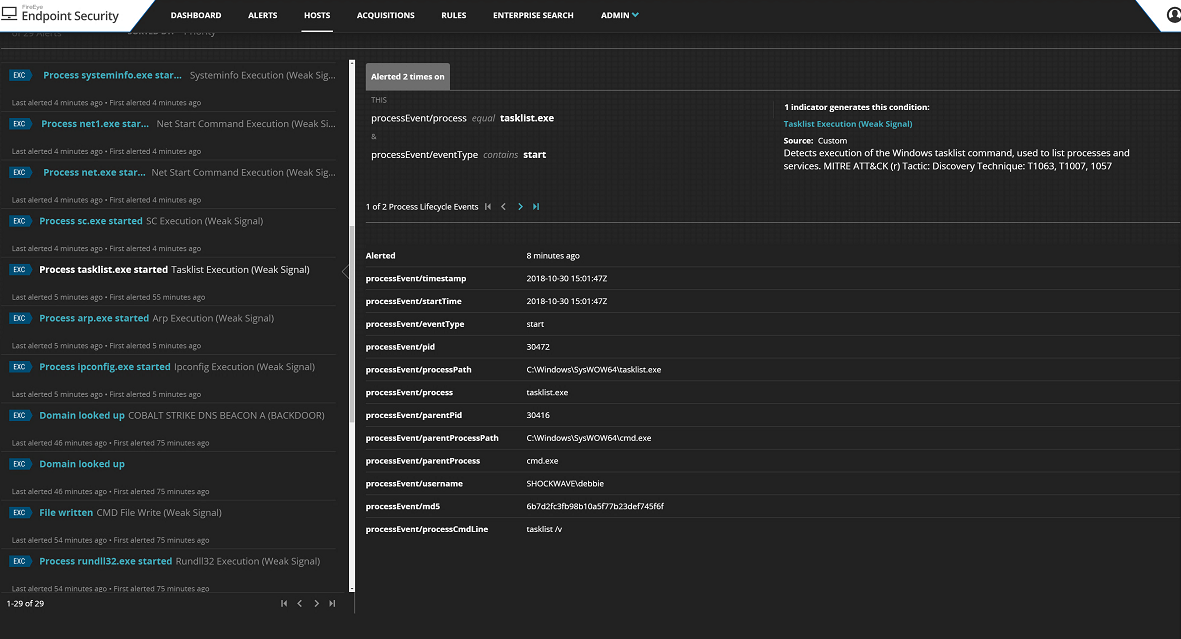 FireEye
Endpoint Security
DASHBOARD ALERTS HOSTS ACQUISITIONS RULES ENTERPRISE SEARCH ADMIN
EXC Process systeminfo.exe star... Systeminfo Execution (Weak Sig...
Last alerted 4 minutes ago • First alerted 4 minutes ago
EXC Process net1.exe star... Net Start Command Execution (Weak Si...
Last alerted 4 minutes ago • First alerted 4 minutes ago
EXC Process net.exe star... Net Start Command Execution (Weak Sig...
Last alerted 4 minutes ago • First alerted 4 minutes ago
EXC Process sc.exe started SC Execution (Weak Signal)
Last alerted 4 minutes ago • First alerted 4 minutes ago
EXC Process tasklist.exe started Tasklist Execution (Weak Signal)
Last alerted 5 minutes ago • First alerted 55 minutes ago
EXC Process arp.exe started Arp Execution (Weak Signal)
Last alerted 5 minutes ago • First alerted 5 minutes ago
EXC Process ipconfig.exe started Ipconfig Execution (Weak Signal)
Last alerted 5 minutes ago • First alerted 5 minutes ago
EXC Domain looked up COBALT STRIKE DNS BEACON A (BACKDOOR)
Last alerted 46 minutes ago • First alerted 75 minutes ago
EXC Domain looked up
Last alerted 46 minutes ago • First alerted 75 minutes ago
EXC File written CMD File Write (Weak Signal)
Last alerted 54 minutes ago • First alerted 75 minutes ago
EXC Process rundll32.exe started Rundll32 Execution (Weak Signal)
Last alerted 54 minutes ago • First alerted 75 minutes ago
1-29 of 29
Alerted 2 times on
THIS
processEvent/process equal tasklist.exe
&
processEvent/eventType contains start
1 indicator generates this condition:
Tasklist Execution (Weak Signal)
Source: Custom
Detects execution of the Windows tasklist command, used to list processes and
services. MITRE ATT&CK (r) Tactic: Discovery Technique: T1063, T1007, 1057
1 of 2 Process Lifecycle Events
Alerted 8 minutes ago
processEvent/timestamp 2018-10-30 15:01:47Z
processEvent/startTime 2018-10-30 15:01:47Z
processEvent/eventType start
processEvent/pid 30472
processEvent/processPath C:\Windows\SysWOW64\tasklist.exe
processEvent/process tasklist.exe
processEvent/parentPid 30416
processEvent/parentProcessPath C:\Windows\SysWOW64\cmd.exe
processEvent/parentProcess cmd.exe
processEvent/username SHOCKWAVE\debbie
processEvent/md5 6b7d2fc3fb98b10a5f77b23def745f6f
processEvent/processCmdLine tasklist /v